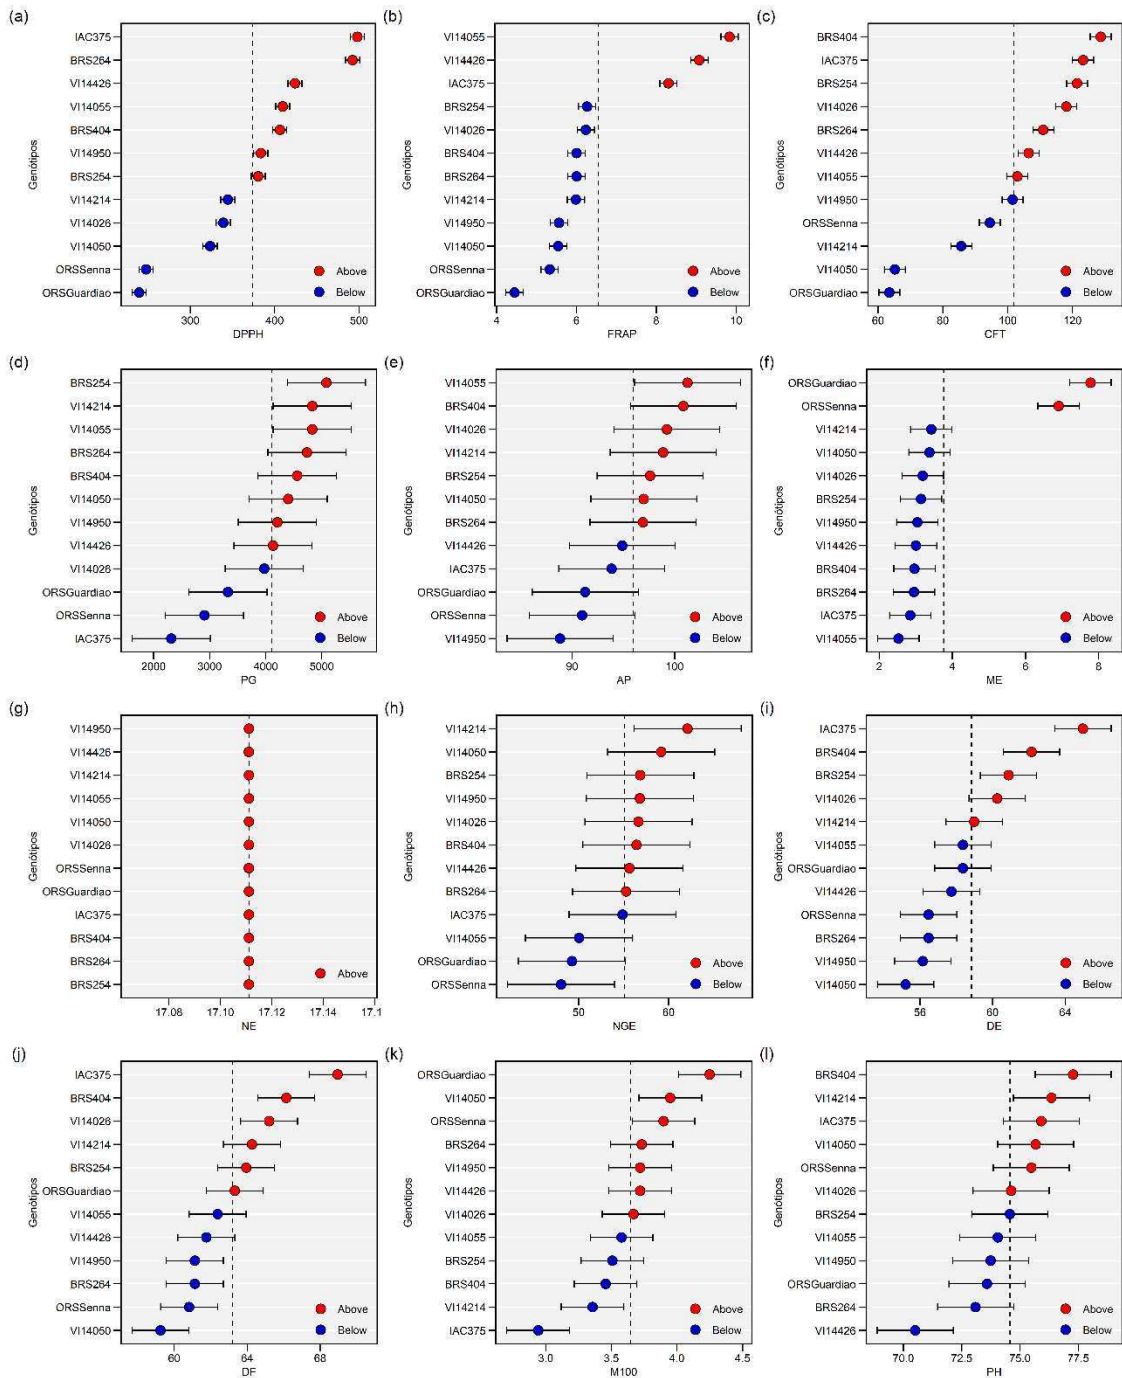 (a)
Genótipos
IAC375
BRS264
VI14426
VI14055
BRS404
VI14950
BRS254
VI14214
VI14026
VI14050
ORSSenna
ORSGuardiao
Above
Below
300 400 500
DPPH
(b)
Genótipos
VI14055
VI14426
IAC375
BRS254
VI14026
BRS404
BRS264
VI14214
VI14950
VI14050
ORSSenna
ORSGuardiao
Above
Below
4 6 8 10
FRAP
(c)
Genótipos
BRS404
IAC375
BRS254
VI14026
BRS264
VI14426
VI14055
VI14950
ORSSenna
VI14214
VI14050
ORSGuardiao
Above
Below
60 80 100 120
CFT
(d)
Genótipos
BRS254
VI14214
VI14055
BRS264
BRS404
VI14050
VI14950
VI14426
VI14026
ORSGuardiao
ORSSenna
IAC375
Above
Below
2000 3000 4000 5000
PG
(e)
Genótipos
VI14055
BRS404
VI14026
VI14214
BRS254
VI14050
BRS264
VI14426
IAC375
ORSGuardiao
ORSSenna
VI14950
Above
Below
90 100
AP
(f)
Genótipos
ORSGuardiao
ORSSenna
VI14214
VI14050
VI14026
BRS254
VI14950
VI14426
BRS404
BRS264
IAC375
VI14055
Above
Below
2 4 6 8
ME
(g)
Genótipos
VI14950
VI14426
VI14214
VI14055
VI14050
VI14026
ORSSenna
ORSGuardiao
IAC375
BRS404
BRS264
BRS254
Above
17.08 17.10 17.12 17.14 17.1
NE
(h)
Genótipos
VI14214
VI14050
BRS254
VI14950
VI14026
BRS404
VI14426
BRS264
IAC375
VI14055
ORSGuardiao
ORSSenna
Above
Below
50 60
NGE
(i)
Genótipos
IAC375
BRS404
BRS254
VI14026
VI14214
VI14055
ORSGuardiao
VI14426
ORSSenna
BRS264
VI14950
VI14050
Above
Below
56 60 64
DE
(j)
Genótipos
IAC375
BRS404
VI14026
VI14214
BRS254
ORSGuardiao
VI14055
VI14426
VI14950
BRS264
ORSSenna
VI14050
Above
Below
60 64 68
DF
(k)
Genótipos
ORSGuardiao
VI14050
ORSSenna
BRS264
VI14950
VI14426
VI14026
VI14055
BRS254
BRS404
VI14214
IAC375
Above
Below
3.0 3.5 4.0 4.5
M100
(l)
Genótipos
BRS404
VI14214
IAC375
VI14050
ORSSenna
VI14026
BRS254
VI14055
VI14950
ORSGuardiao
BRS264
VI14426
Above
Below
70.0 72.5 75.0 77.5
PH